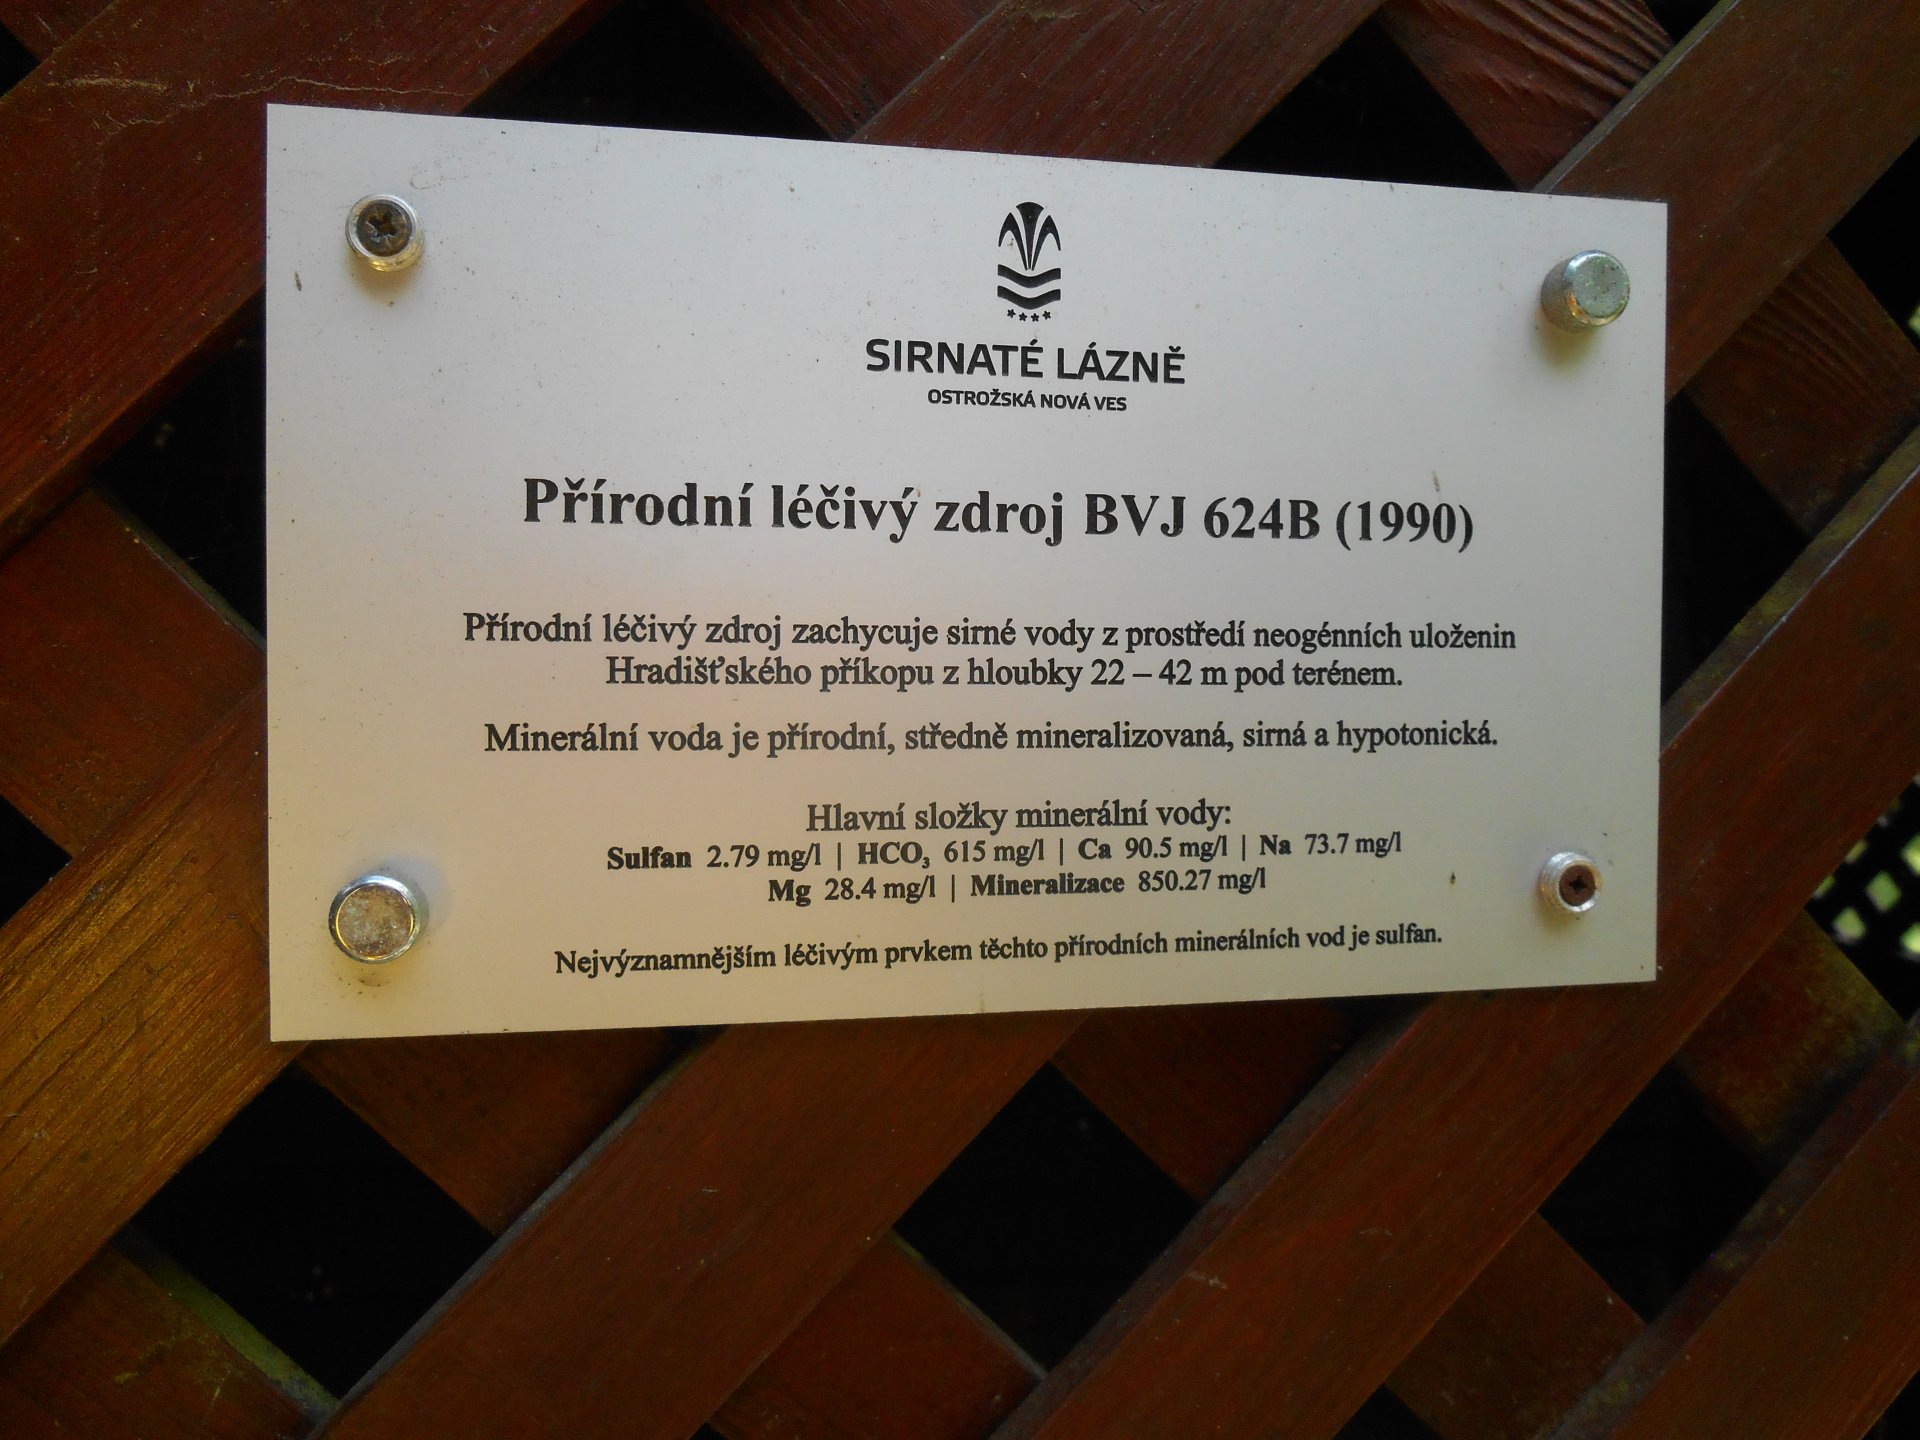 SIRNATÉ LÁZNĚ
OSTROŽSKÁ NOVÁ VES
Přírodní léčivý zdroj BVJ 624B (1990)
Přírodní léčivý zdroj zachycuje sirné vody z prostředí neogénních uloženin
Hradišťského příkopu z hloubky 22 – 42 m pod terénem.
Minerální voda je přírodní, středně mineralizovaná, sirná a hypotonická.
Hlavní složky minerální vody:
Sulfan 2.79 mg/l | HCO₃ 615 mg/l | Ca 90.5 mg/l | Na 73.7 mg/l
Mg 28.4 mg/l | Mineralizace 850.27 mg/l
Nejvýznamnějším léčivým prvkem těchto přírodních minerálních vod je sulfan.